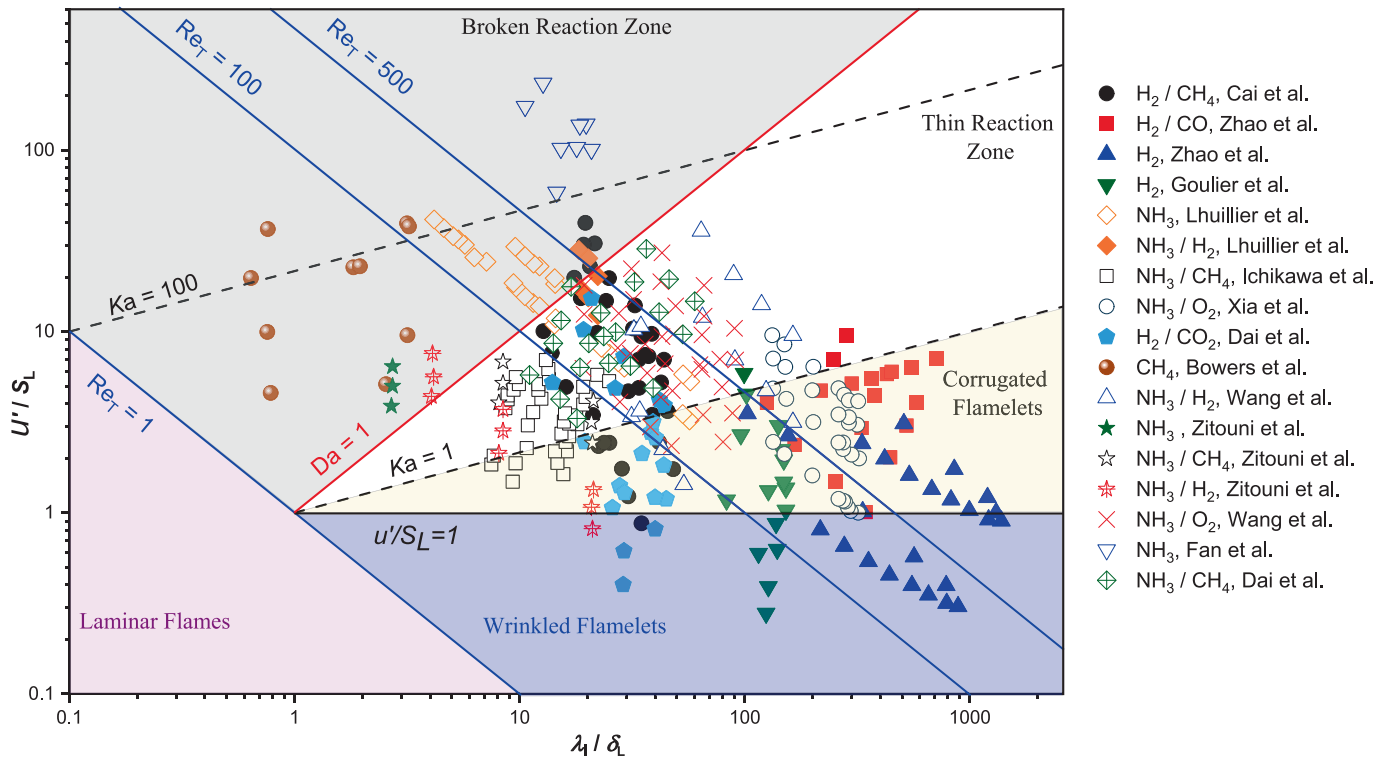 Broken Reaction Zone
Re_T = 100
Re_T = 500
Thin Reaction
Zone
Ka = 100
Re_T = 1
Da = 1
Ka = 1
Corrugated
Flamelets
u'/S_L=1
Laminar Flames
Wrinkled Flamelets
100
10
1
0.1
u' / S_L
0.1
1
10
100
1000
λ_I / δ_L
H₂ / CH₄, Cai et al.
H₂ / CO, Zhao et al.
H₂, Zhao et al.
H₂, Goulier et al.
NH₃, Lhuillier et al.
NH₃ / H₂, Lhuillier et al.
NH₃ / CH₄, Ichikawa et al.
NH₃ / O₂, Xia et al.
H₂ / CO₂, Dai et al.
CH₄, Bowers et al.
NH₃ / H₂, Wang et al.
NH₃ , Zitouni et al.
NH₃ / CH₄, Zitouni et al.
NH₃ / H₂, Zitouni et al.
NH₃ / O₂, Wang et al.
NH₃, Fan et al.
NH₃ / CH₄, Dai et al.